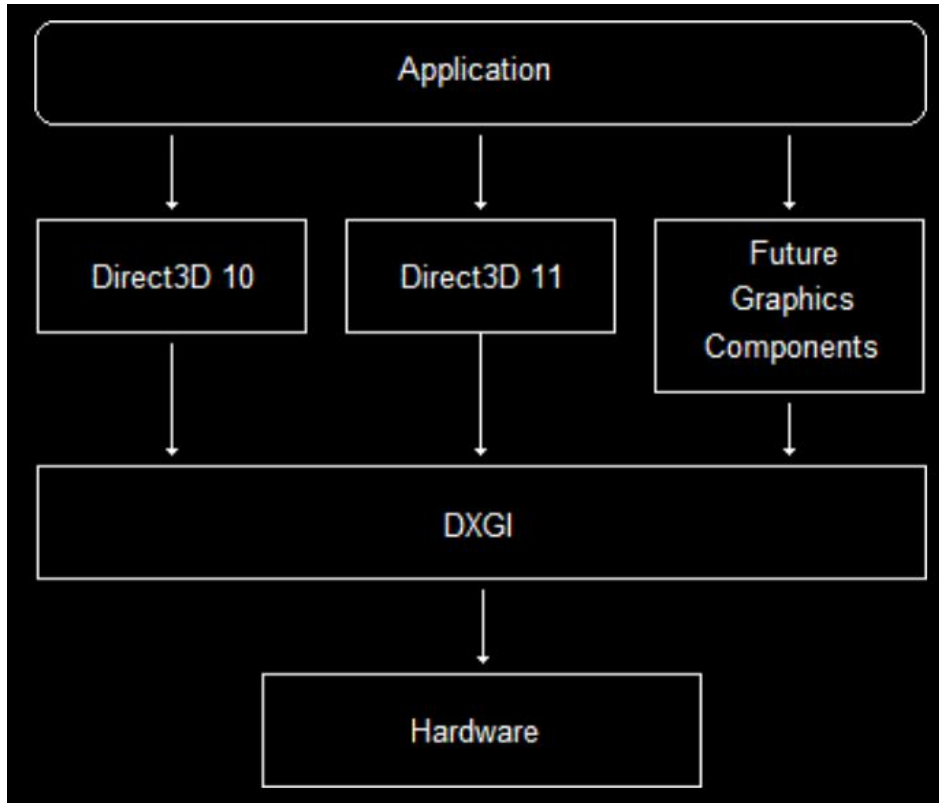 Application
Direct3D 10
Direct3D 11
Future
Graphics
Components
DXGI
Hardware